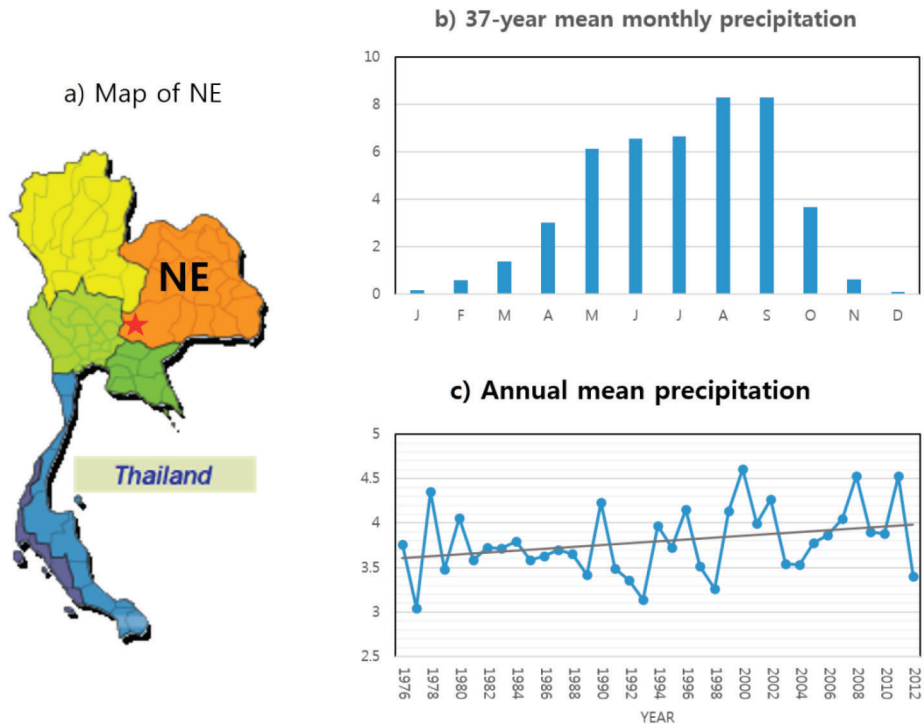 a) Map of NE
NE
Thailand
b) 37-year mean monthly precipitation
10
8
6
4
2
0
J F M A M J J A S O N D
c) Annual mean precipitation
5
4.5
4
3.5
3
2.5
1976 1978 1980 1982 1984 1986 1988 1990 1992 1994 1996 1998 2000 2002 2004 2006 2008 2010 2012
YEAR